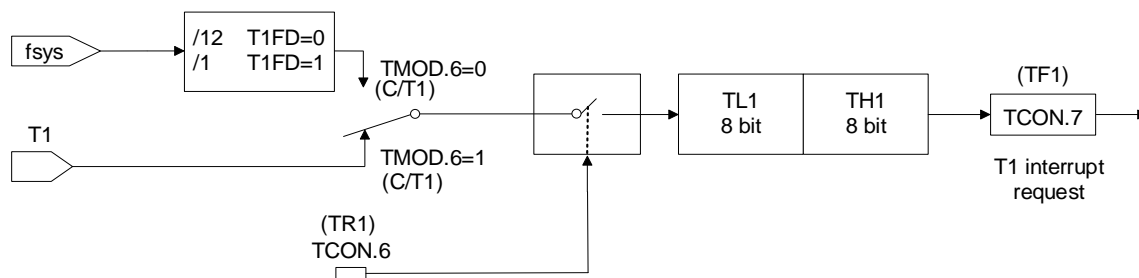 fsys
/12 T1FD=0
/1 T1FD=1
TMOD.6=0
(C/T1)
T1
TMOD.6=1
(C/T1)
(TR1)
TCON.6
TL1
8 bit
TH1
8 bit
(TF1)
TCON.7
T1 interrupt
request